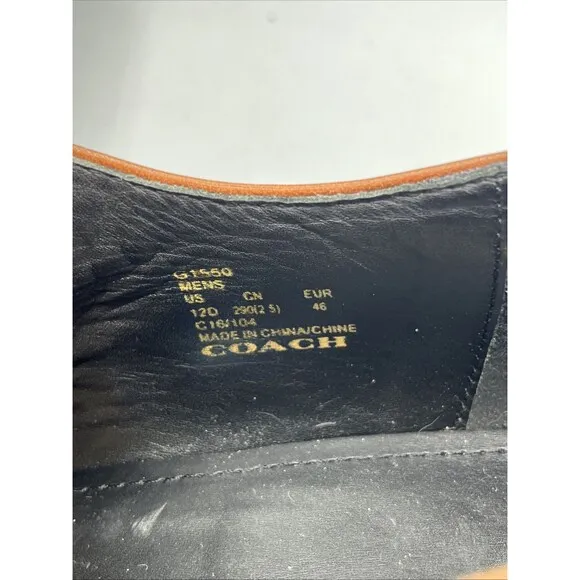 G1550
MENS
US CN EUR
12D 290(2 5) 46
C16/104
MADE IN CHINA/CHINE
COACH